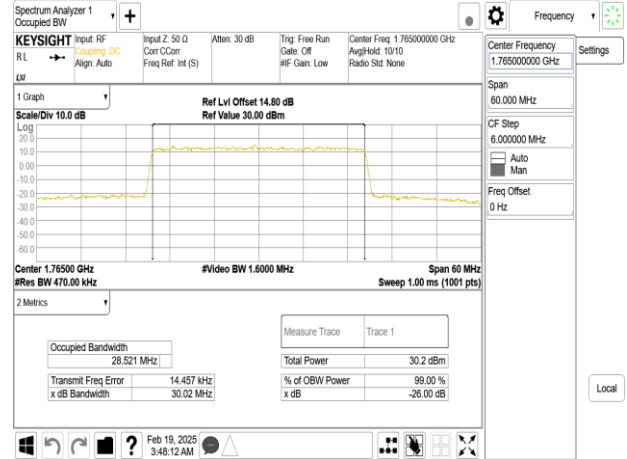 Spectrum Analyzer 1
Occupied BW
Frequency
KEYSIGHT
RL
LXI
Input: RF
Coupling: DC
Align: Auto
Input Z: 50 Ω
Corr CCorr
Freq Ref: Int (S)
Atten: 30 dB
Trig: Free Run
Gate: Off
#IF Gain: Low
Center Freq: 1.765000000 GHz
Avg|Hold: 10/10
Radio Std: None
Center Frequency
1.765000000 GHz
Settings
Span
60.000 MHz
CF Step
6.000000 MHz
Auto
Man
Freq Offset
0 Hz
1 Graph
Scale/Div 10.0 dB
Ref Lvl Offset 14.80 dB
Ref Value 30.00 dBm
Log
20.0
10.0
0.00
-10.0
-20.0
-30.0
-40.0
-50.0
-60.0
Center 1.76500 GHz
#Video BW 1.6000 MHz
Span 60 MHz
#Res BW 470.00 kHz
Sweep 1.00 ms (1001 pts)
2 Metrics
Measure Trace Trace 1
Occupied Bandwidth
28.521 MHz
Total Power 30.2 dBm
Transmit Freq Error 14.457 kHz
% of OBW Power 99.00 %
x dB Bandwidth 30.02 MHz
x dB -26.00 dB
Local
?
Feb 19, 2025
3:48:12 AM